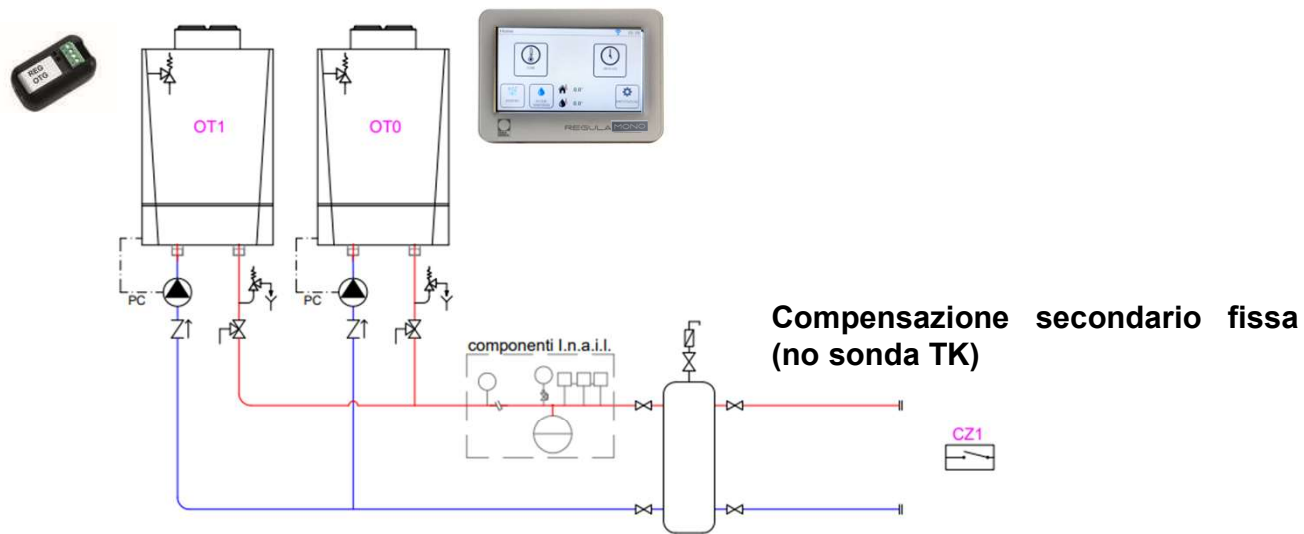 REG
OTG
OT1
OT0
REGULA MONO
PC
PC
componenti I.n.a.i.l.
Compensazione secondario fissa
(no sonda TK)
CZ1